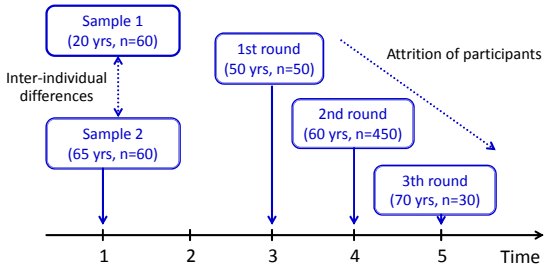 Sample 1
(20 yrs, n=60)
Inter-individual
differences
Sample 2
(65 yrs, n=60)
1st round
(50 yrs, n=50)
2nd round
(60 yrs, n=450)
3th round
(70 yrs, n=30)
Attrition of participants
1 2 3 4 5 Time